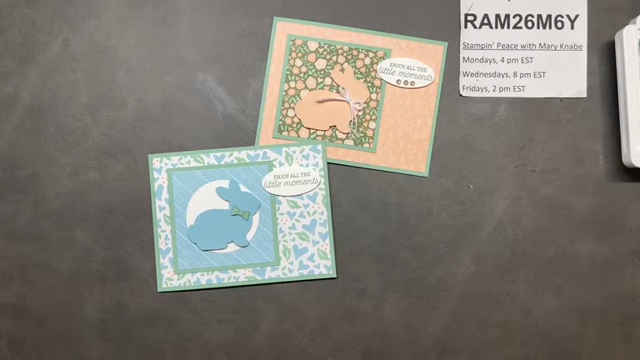 RAM26M6Y
Stampin' Peace with Mary Knabe
Mondays, 4 pm EST
Wednesdays, 8 pm EST
Fridays, 2 pm EST
ENJOY ALL THE
little moments
ENJOY ALL THE
little moments